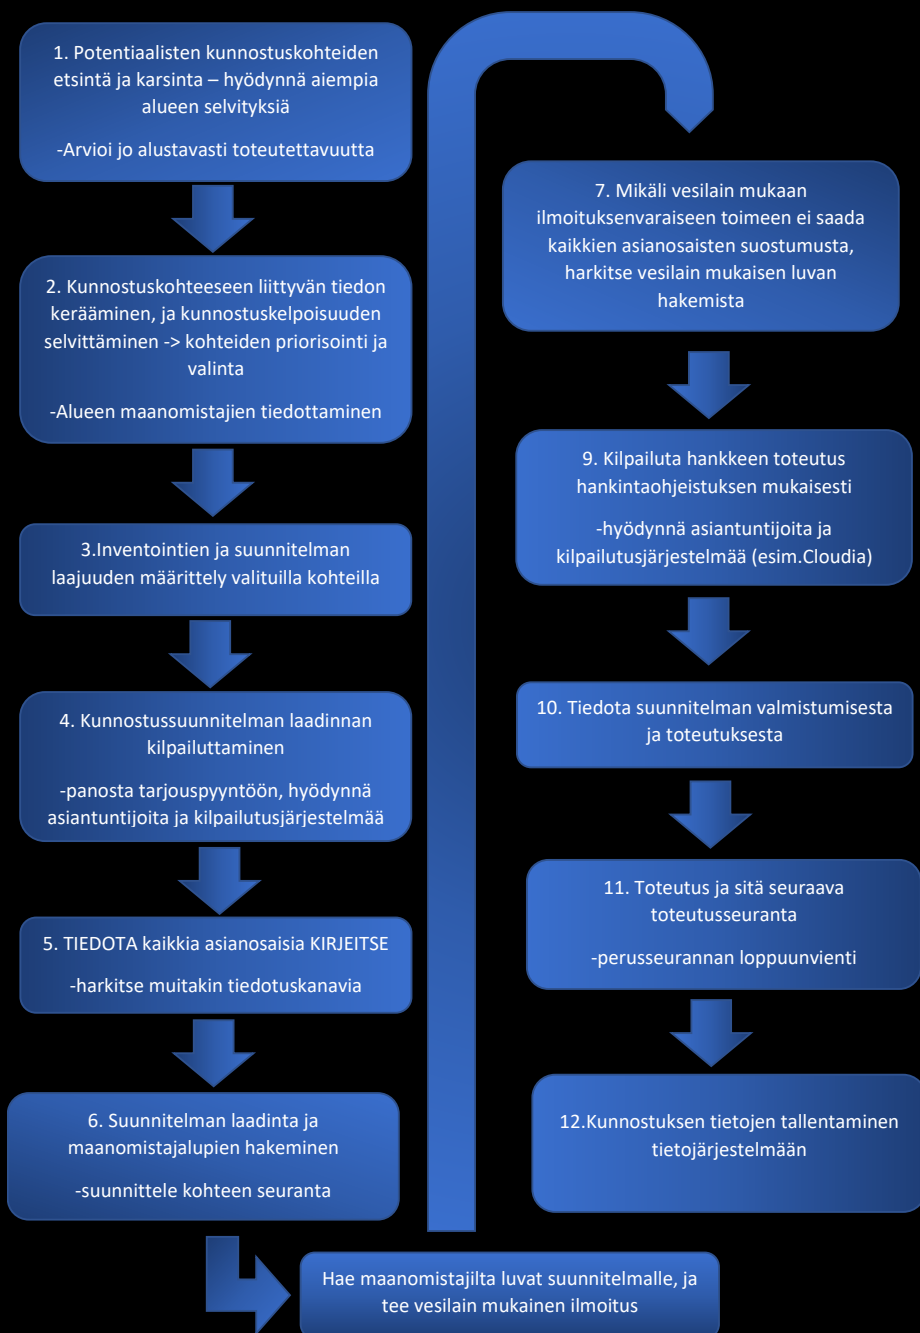 1. Potentiaalisten kunnostuskohteiden
etsintä ja karsinta – hyödynnä aiempia
alueen selvityksiä
-Arvioi jo alustavasti toteutettavuutta
2. Kunnostuskohteeseen liittyvän tiedon
kerääminen, ja kunnostuskelpoisuuden
selvittäminen -> kohteiden priorisointi ja
valinta
-Alueen maanomistajien tiedottaminen
3.Inventointien ja suunnitelman
laajuuden määrittely valituilla kohteilla
4. Kunnostussuunnitelman laadinnan
kilpailuttaminen
-panosta tarjouspyyntöön, hyödynnä
asiantuntijoita ja kilpailutusjärjestelmää
5. TIEDOTA kaikkia asianosaisia KIRJEITSE
-harkitse muitakin tiedotuskanavia
6. Suunnitelman laadinta ja
maanomistajalupien hakeminen
-suunnittele kohteen seuranta
Hae maanomistajilta luvat suunnitelmalle, ja
tee vesilain mukainen ilmoitus
7. Mikäli vesilain mukaan
ilmoituksenvaraiseen toimeen ei saada
kaikkien asianosaisten suostumusta,
harkitse vesilain mukaisen luvan
hakemista
9. Kilpailuta hankkeen toteutus
hankintaohjeistuksen mukaisesti
-hyödynnä asiantuntijoita ja
kilpailutusjärjestelmää (esim.Cloudia)
10. Tiedota suunnitelman valmistumisesta
ja toteutuksesta
11. Toteutus ja sitä seuraava
toteutusseuranta
-perusseurannan loppuunvienti
12.Kunnostuksen tietojen tallentaminen
tietojärjestelmään